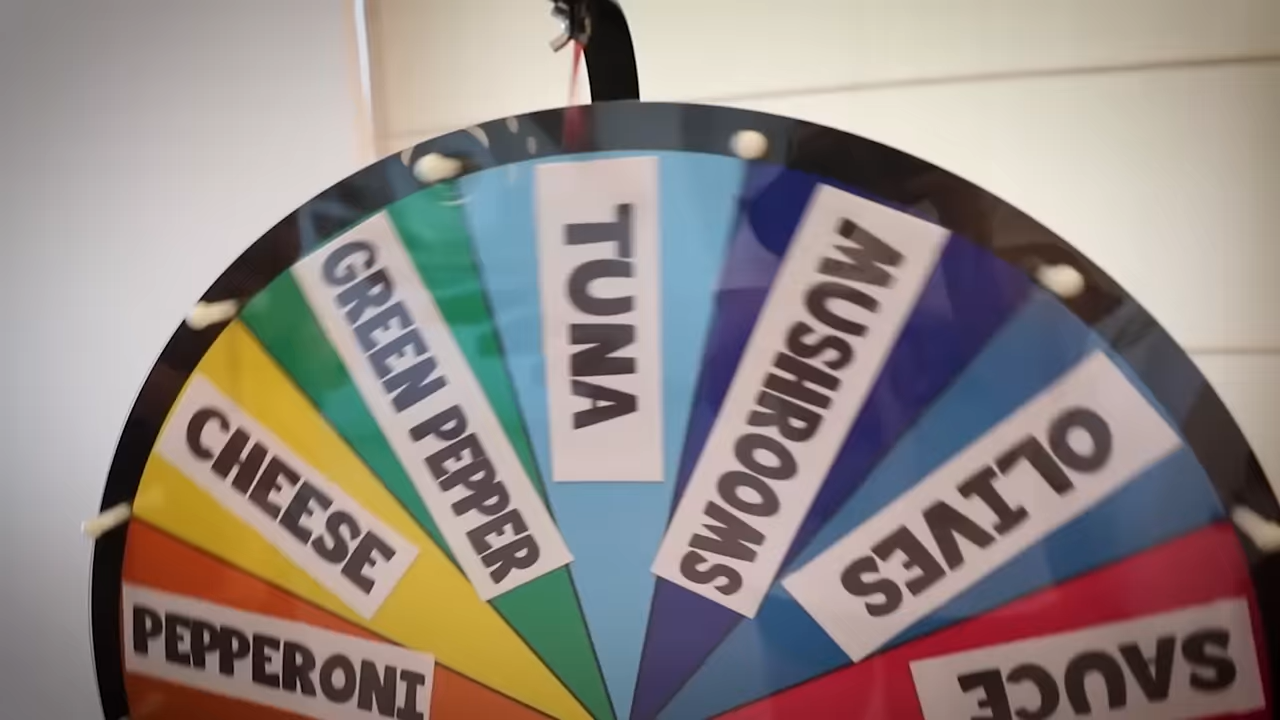 PEPPERONI
CHEESE
GREEN PEPPER
TUNA
MUSHROOMS
OLIVES
SAUCE